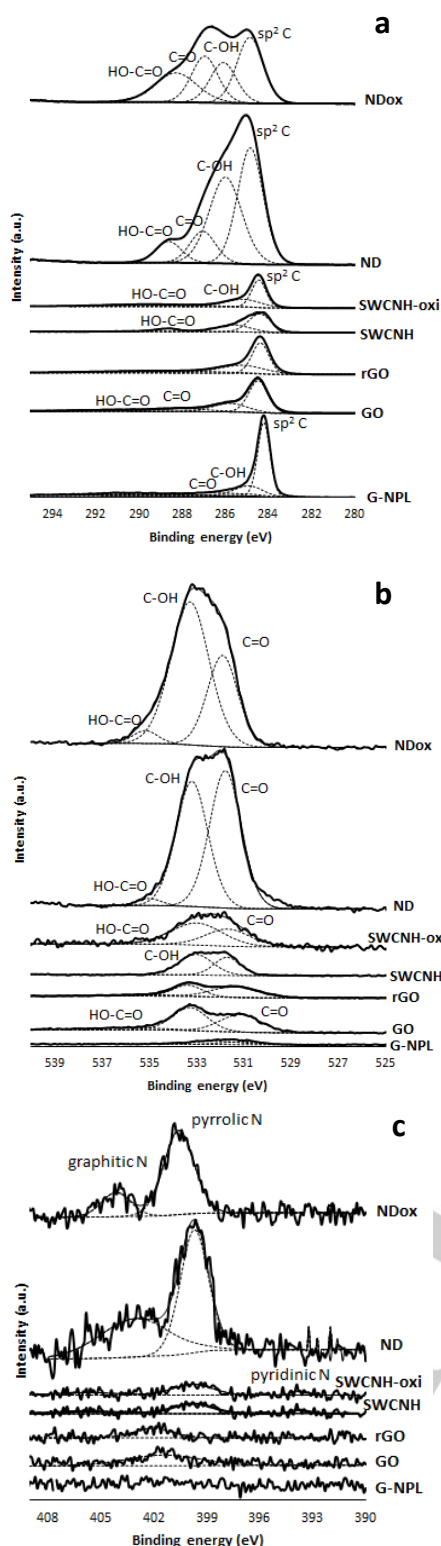 a
sp² C
C-OH
C=O
HO-C=O
NDox
sp² C
C-OH
C=O
HO-C=O
ND
sp² C
C-OH
HO-C=O
SWCNH-oxi
HO-C=O
SWCNH
rGO
HO-C=O C=O
GO
sp² C
C-OH
C=O
G-NPL
294 292 290 288 286 284 282 280
Binding energy (eV)
Intensity (a.u.)
b
C-OH
C=O
HO-C=O
NDox
C-OH
C=O
HO-C=O
ND
HO-C=O C=O
SWCNH-ox
C-OH
SWCNH
rGO
HO-C=O C=O
GO
G-NPL
539 537 535 533 531 529 527 525
Binding energy (eV)
Intensity (a.u.)
c
pyrrolic N
graphitic N
NDox
ND
pyridinic N
SWCNH-oxi
SWCNH
rGO
GO
G-NPL
408 405 402 399 396 393 390
Binding energy (eV)
Intensity (a.u.)